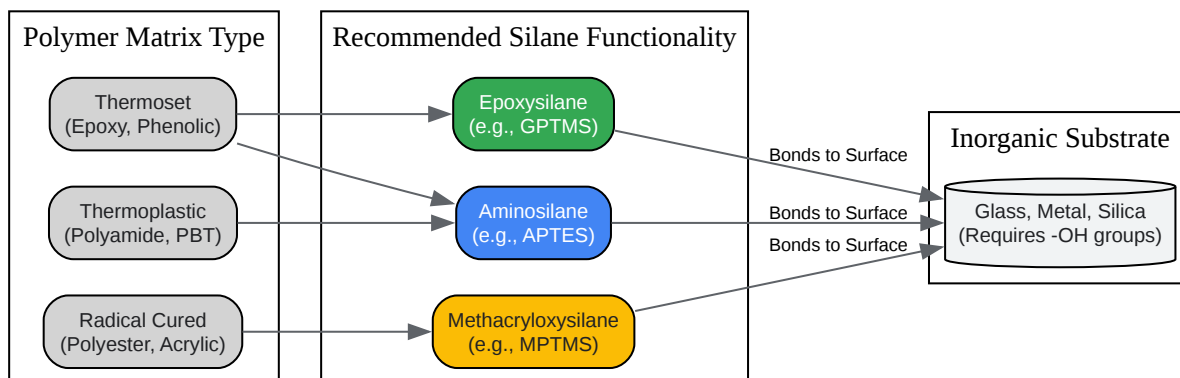 Polymer Matrix Type
Thermoset
(Epoxy, Phenolic)
Thermoplastic
(Polyamide, PBT)
Radical Cured
(Polyester, Acrylic)
Recommended Silane Functionality
Epoxysilane
(e.g., GPTMS)
Aminosilane
(e.g., APTES)
Methacryloxysilane
(e.g., MPTMS)
Bonds to Surface
Bonds to Surface
Bonds to Surface
Inorganic Substrate
Glass, Metal, Silica
(Requires -OH groups)